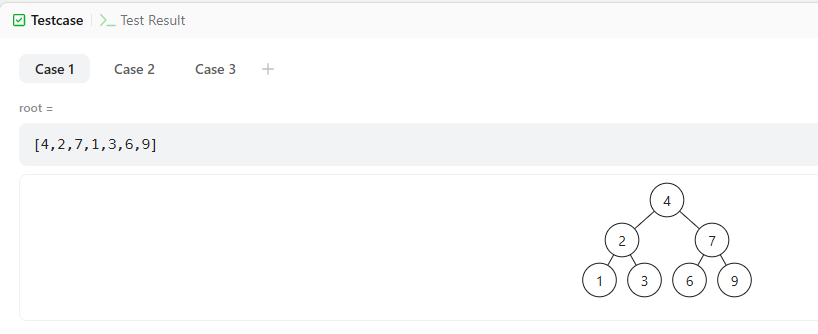 Testcase Test Result
Case 1 Case 2 Case 3 +
root =
[4,2,7,1,3,6,9]
4
2 7
1 3 6 9